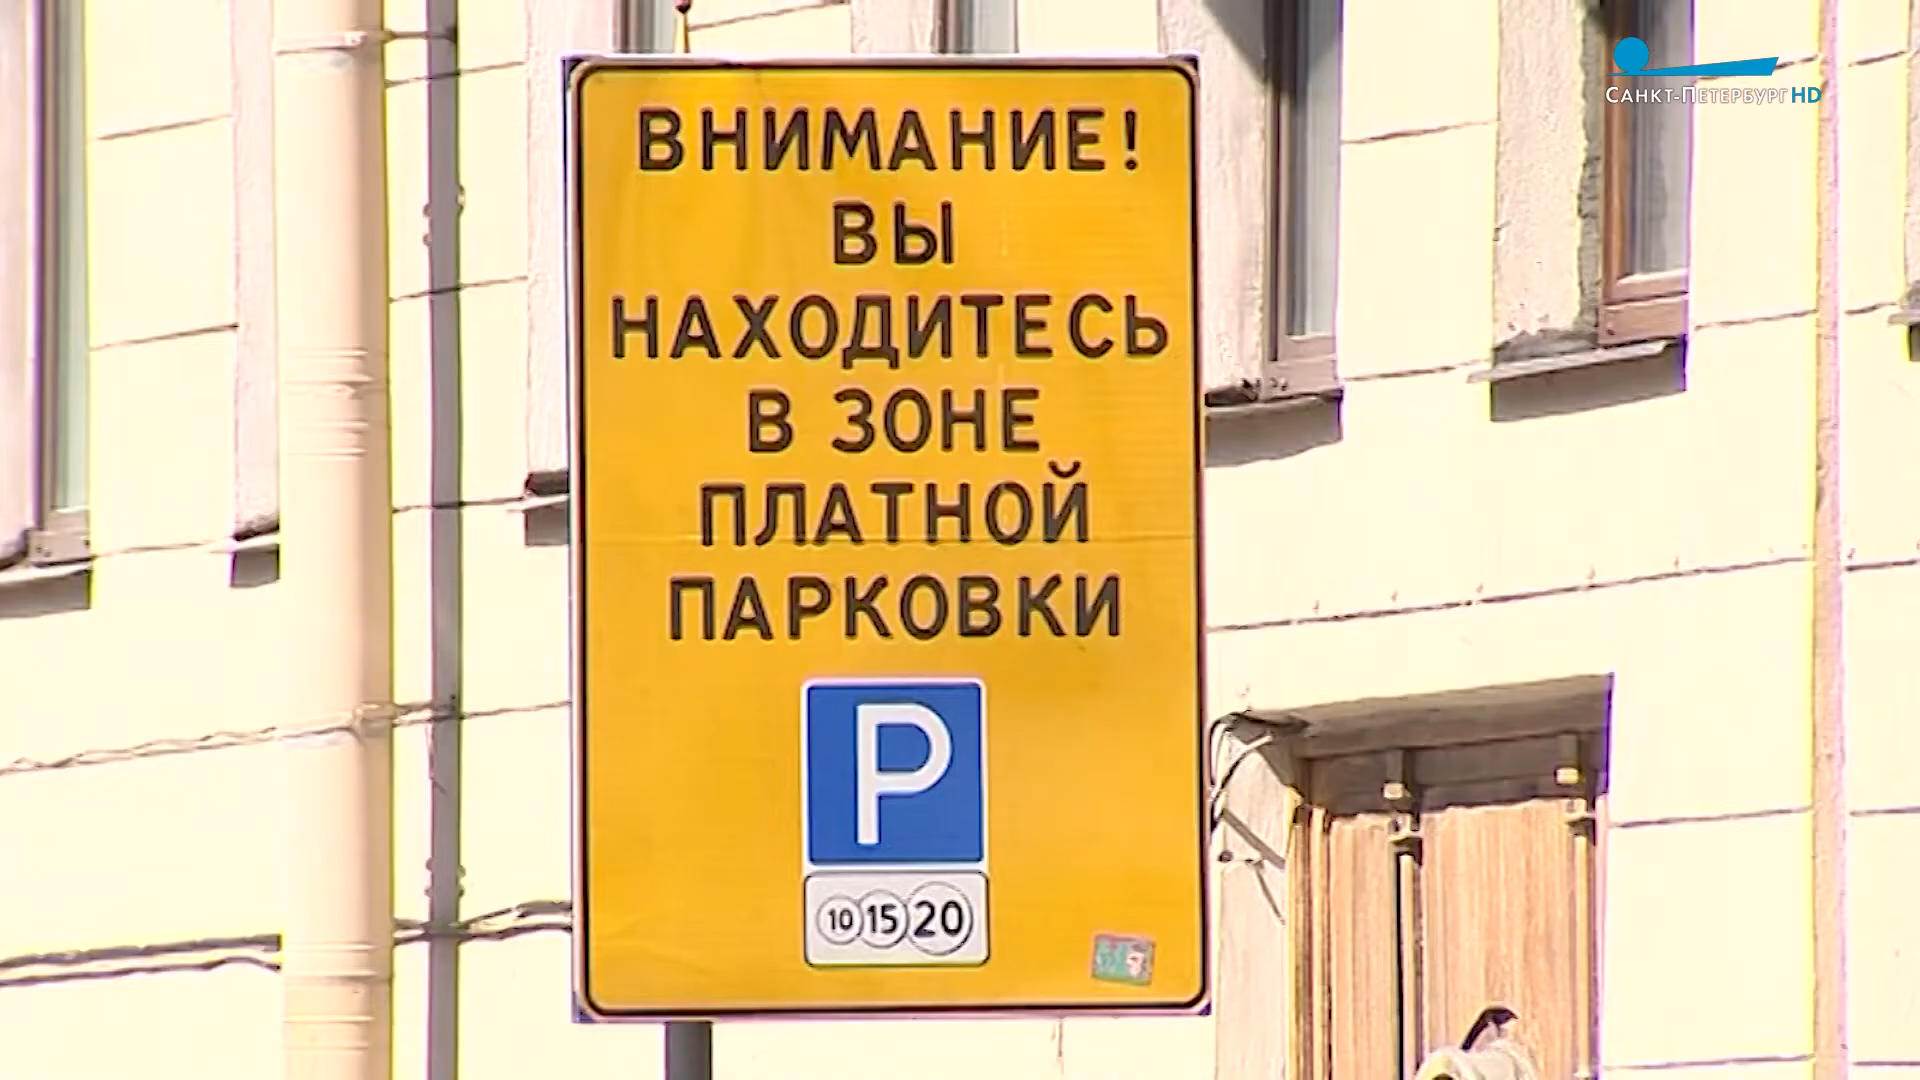 САНКТ-ПЕТЕРБУРГ HD
ВНИМАНИЕ!
ВЫ
НАХОДИТЕСЬ
В ЗОНЕ
ПЛАТНОЙ
ПАРКОВКИ
P
10 15 20